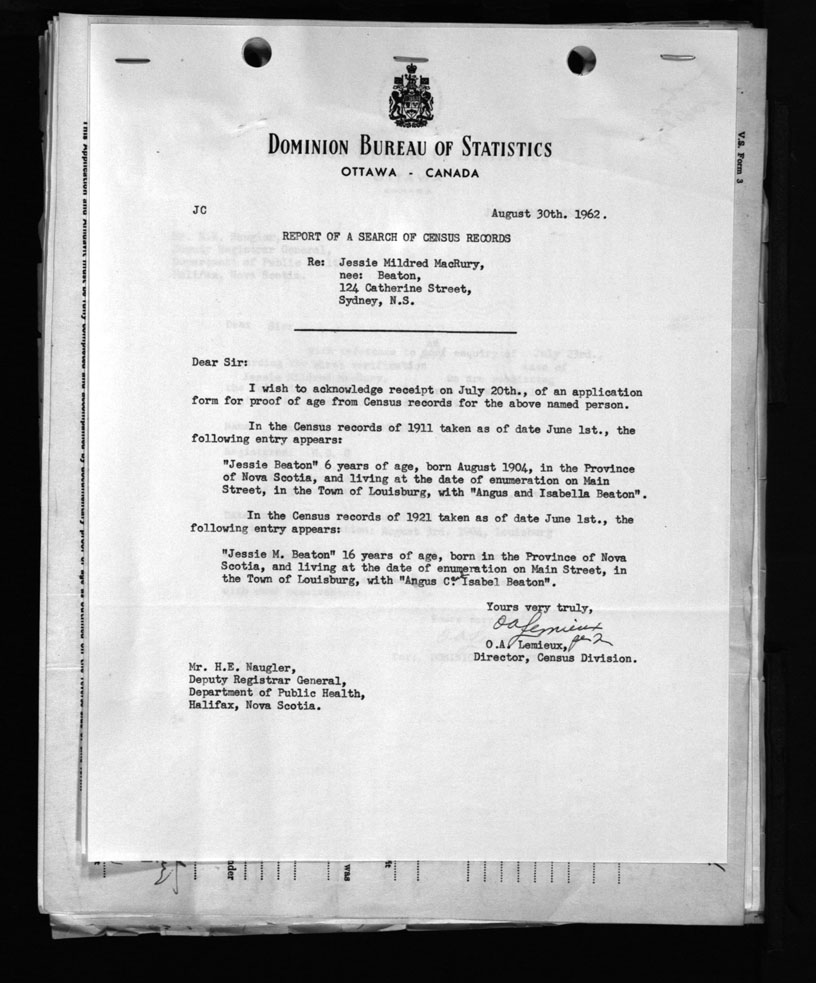 DOMINION BUREAU OF STATISTICS
OTTAWA - CANADA
V.S. Form 3
JC
August 30th. 1962.
REPORT OF A SEARCH OF CENSUS RECORDS
Re: Jessie Mildred MacRury,
nee: Beaton,
124 Catherine Street,
Sydney, N.S.
Dear Sir:
I wish to acknowledge receipt on July 20th., of an application
form for proof of age from Census records for the above named person.
In the Census records of 1911 taken as of date June 1st., the
following entry appears:
"Jessie Beaton" 6 years of age, born August 1904, in the Province
of Nova Scotia, and living at the date of enumeration on Main
Street, in the Town of Louisburg, with "Angus and Isabella Beaton".
In the Census records of 1921 taken as of date June 1st., the
following entry appears:
"Jessie M. Beaton" 16 years of age, born in the Province of Nova
Scotia, and living at the date of enumeration on Main Street, in
the Town of Louisburg, with "Angus C. Isabel Beaton".
Yours very truly,
OALemieux
O.A. Lemieux,
Director, Census Division.
Mr. H.E. Naugler,
Deputy Registrar General,
Department of Public Health,
Halifax, Nova Scotia.
was